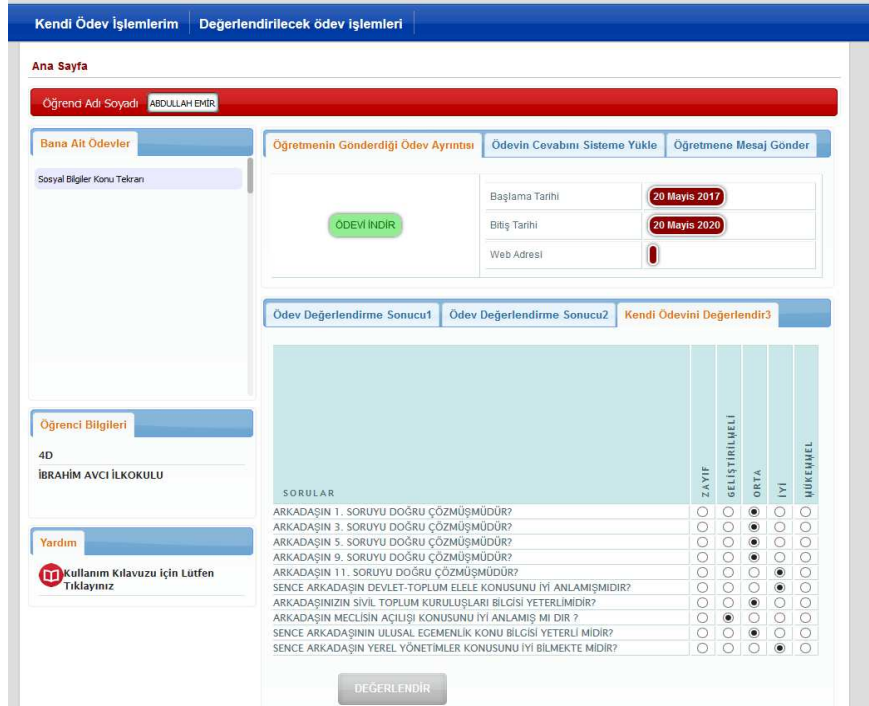 Kendi Ödev İşlemlerim Değerlendirilecek ödev işlemleri
Ana Sayfa
Öğrenci Adı Soyadı ABDULLAH EMİR
Bana Ait Ödevler
Sosyal Bilgiler Konu Tekrarı
Öğrenci Bilgileri
4D
İBRAHİM AVCI İLKOKULU
Yardım
Kullanım Kılavuzu için Lütfen
Tıklayınız
Öğretmenin Gönderdiği Ödev Ayrıntısı Ödevin Cevabını Sisteme Yükle Öğretmene Mesaj Gönder
ÖDEVİ İNDİR
Başlama Tarihi 20 Mayis 2017
Bitiş Tarihi 20 Mayis 2020
Web Adresi
Ödev Değerlendirme Sonucu1 Ödev Değerlendirme Sonucu2 Kendi Ödevini Değerlendir3
SORULAR ZAYIF GELİŞTİRİLMELİ ORTA İYİ MÜKEMMEL
ARKADAŞIN 1. SORUYU DOĞRU ÇÖZMÜŞMÜDÜR?
ARKADAŞIN 3. SORUYU DOĞRU ÇÖZMÜŞMÜDÜR?
ARKADAŞIN 5. SORUYU DOĞRU ÇÖZMÜŞMÜDÜR?
ARKADAŞIN 9. SORUYU DOĞRU ÇÖZMÜŞMÜDÜR?
ARKADAŞIN 11. SORUYU DOĞRU ÇÖZMÜŞMÜDÜR?
SENCE ARKADAŞIN DEVLET-TOPLUM ELELE KONUSUNU İYİ ANLAMIŞMIDIR?
ARKADAŞINIZIN SİVİL TOPLUM KURULUŞLARI BİLGİSİ YETERLİMİDİR?
ARKADAŞIN MECLİSİN AÇILIŞI KONUSUNU İYİ ANLAMIŞ MI DIR ?
SENCE ARKADAŞININ ULUSAL EGEMENLİK KONU BİLGİSİ YETERLİ MİDİR?
SENCE ARKADAŞIN YEREL YÖNETİMLER KONUSUNU İYİ BİLMEKTE MİDİR?
DEĞERLENDİR